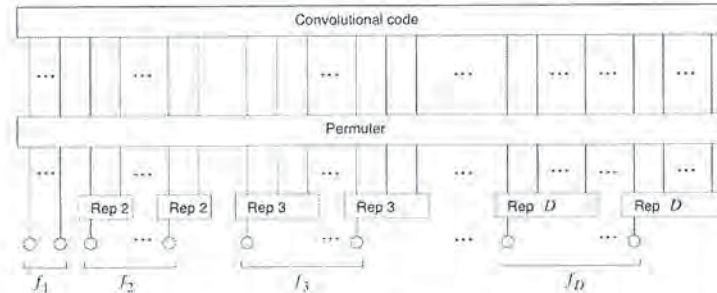 Convolutional code
... ... ... ... ... ... ...
Permuter
... ... ... ... ... ...
Rep 2 Rep 2 Rep 3 Rep 3 Rep D Rep D
... ... ... ...
f1 f2 f3 fD